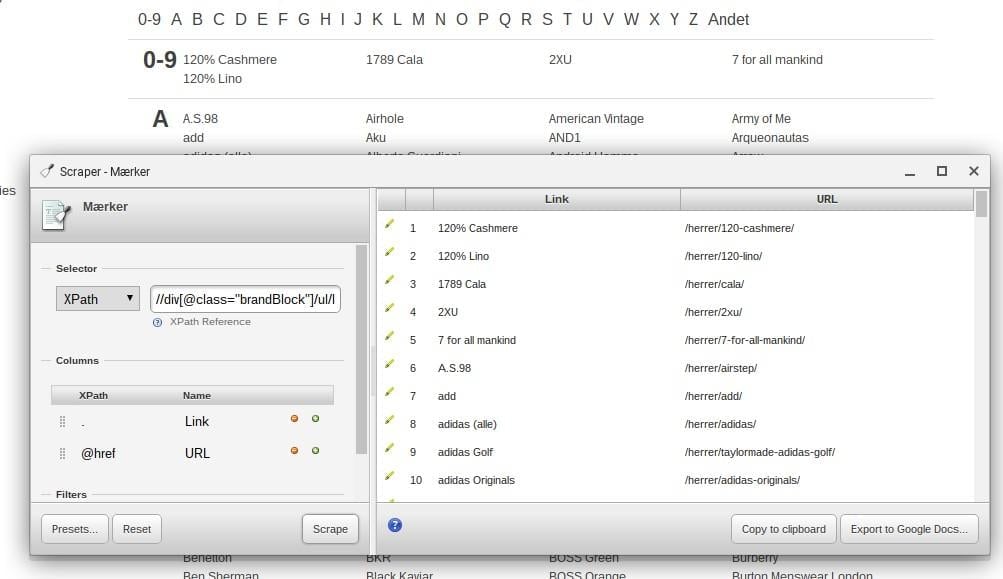 0-9 A B C D E F G H I J K L M N O P Q R S T U V W X Y Z Andet
0-9 120% Cashmere 1789 Cala 2XU 7 for all mankind
120% Lino
A A.S.98 Airhole American Vintage Army of Me
add Aku AND1 Arqueonautas
ies
Scraper - Mærker
Mærker
Selector
XPath //div[@class="brandBlock"]/ul/l
XPath Reference
Columns
XPath Name
. Link
@href URL
Filters
Presets... Reset Scrape
Link URL
1 120% Cashmere /herrer/120-cashmere/
2 120% Lino /herrer/120-lino/
3 1789 Cala /herrer/cala/
4 2XU /herrer/2xu/
5 7 for all mankind /herrer/7-for-all-mankind/
6 A.S.98 /herrer/airstep/
7 add /herrer/add/
8 adidas (alle) /herrer/adidas/
9 adidas Golf /herrer/taylormade-adidas-golf/
10 adidas Originals /herrer/adidas-originals/
Copy to clipboard Export to Google Docs...
Benetton BKR BOSS Green Burberry
Ben Sherman Black Kaviar BOSS Orange Burton Menswear London